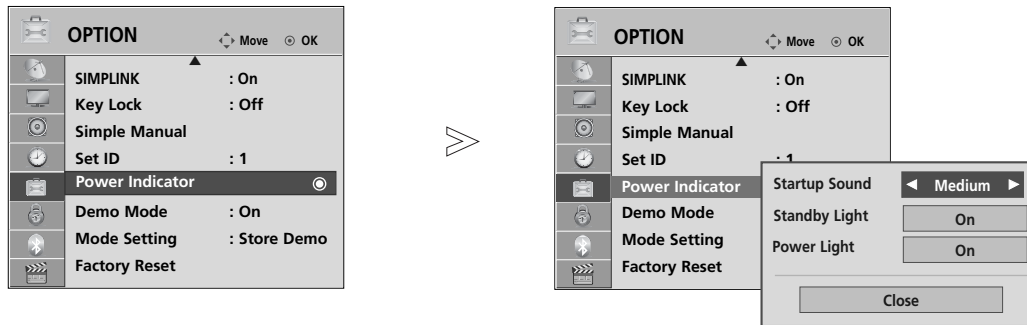 OPTION Move OK
SIMPLINK : On
Key Lock : Off
Simple Manual
Set ID : 1
Power Indicator
Demo Mode : On
Mode Setting : Store Demo
Factory Reset
OPTION Move OK
SIMPLINK : On
Key Lock : Off
Simple Manual
Set ID : 1
Power Indicator
Demo Mode
Mode Setting
Factory Reset
Startup Sound Medium
Standby Light On
Power Light On
Close